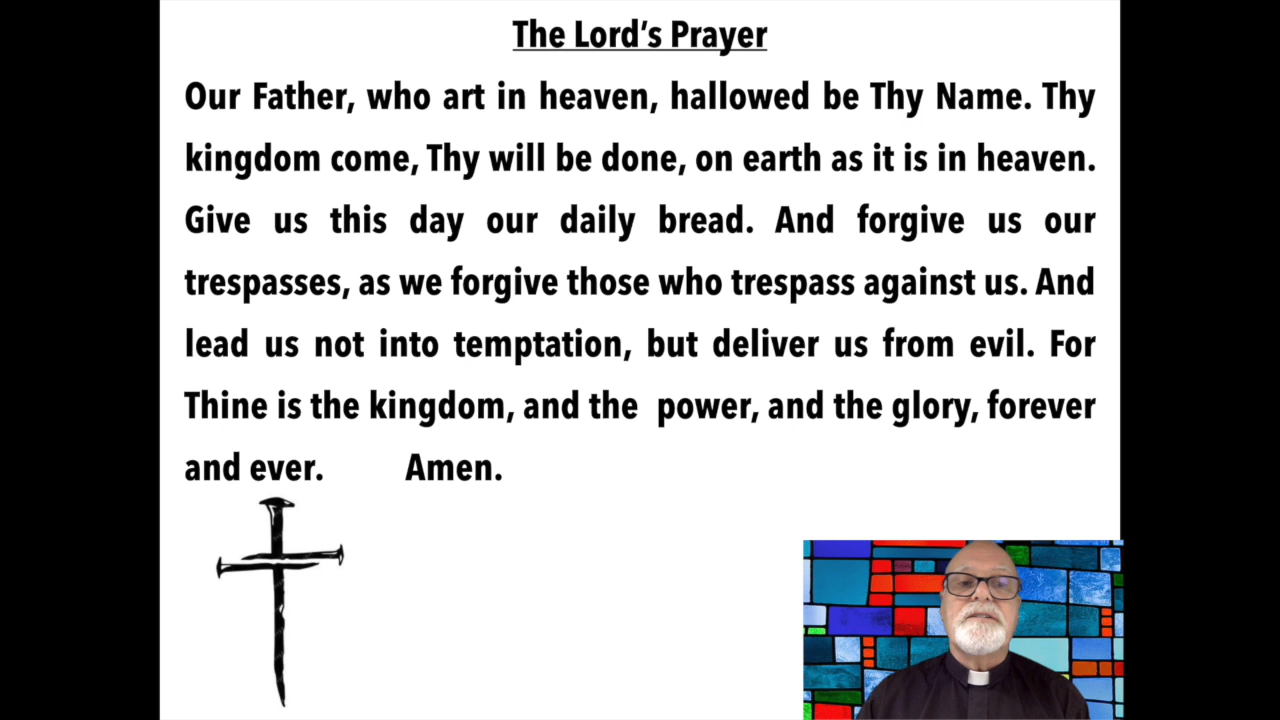 The Lord's Prayer
Our Father, who art in heaven, hallowed be Thy Name. Thy
kingdom come, Thy will be done, on earth as it is in heaven.
Give us this day our daily bread. And forgive us our
trespasses, as we forgive those who trespass against us. And
lead us not into temptation, but deliver us from evil. For
Thine is the kingdom, and the power, and the glory, forever
and ever. Amen.